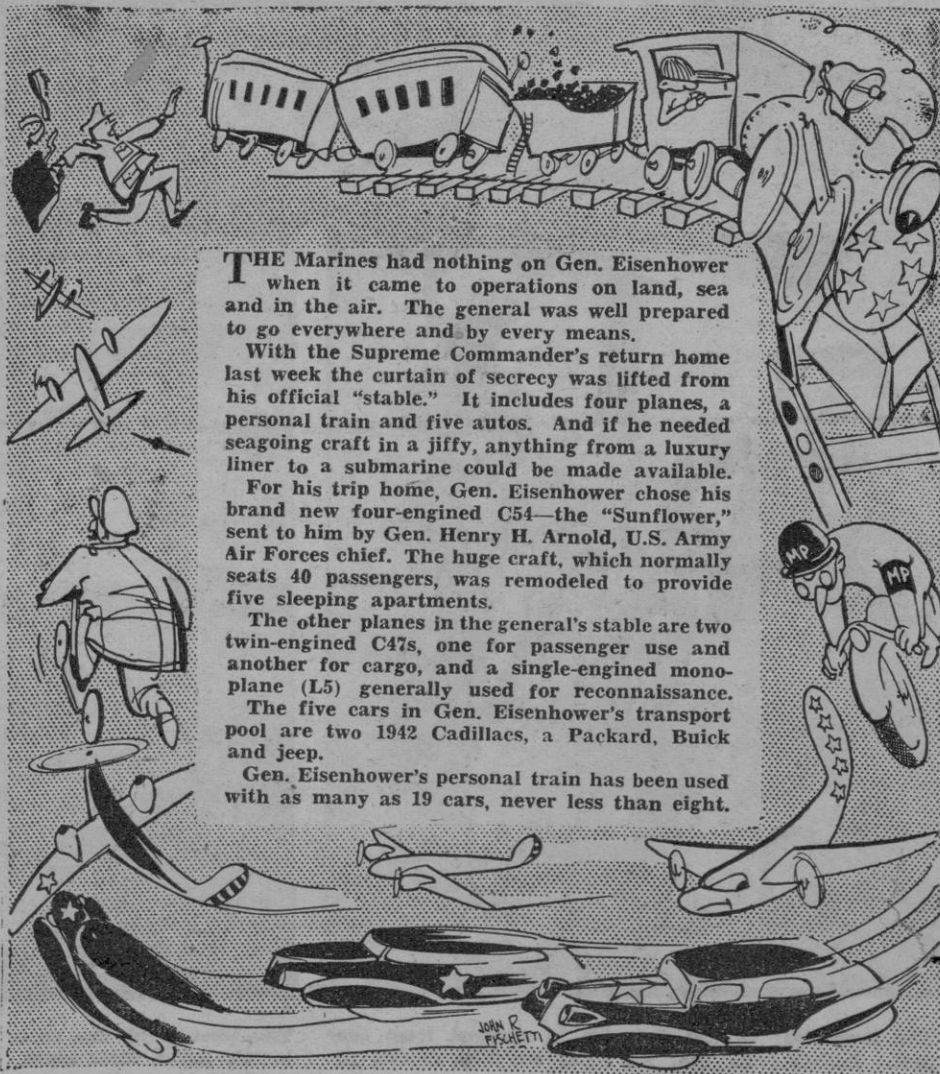 THE Marines had nothing on Gen. Eisenhower
when it came to operations on land, sea
and in the air. The general was well prepared
to go everywhere and by every means.
With the Supreme Commander's return home
last week the curtain of secrecy was lifted from
his official “stable.” It includes four planes, a
personal train and five autos. And if he needed
seagoing craft in a jiffy, anything from a luxury
liner to a submarine could be made available.
For his trip home, Gen. Eisenhower chose his
brand new four-engined C54—the “Sunflower,”
sent to him by Gen. Henry H. Arnold, U.S. Army
Air Forces chief. The huge craft, which normally
seats 40 passengers, was remodeled to provide
five sleeping apartments.
The other planes in the general's stable are two
twin-engined C47s, one for passenger use and
another for cargo, and a single-engined mono-
plane (L5) generally used for reconnaissance.
The five cars in Gen. Eisenhower's transport
pool are two 1942 Cadillacs, a Packard, Buick
and jeep.
Gen. Eisenhower's personal train has been used
with as many as 19 cars, never less than eight.
MP
MP
JOHN R.
FISCHETTI